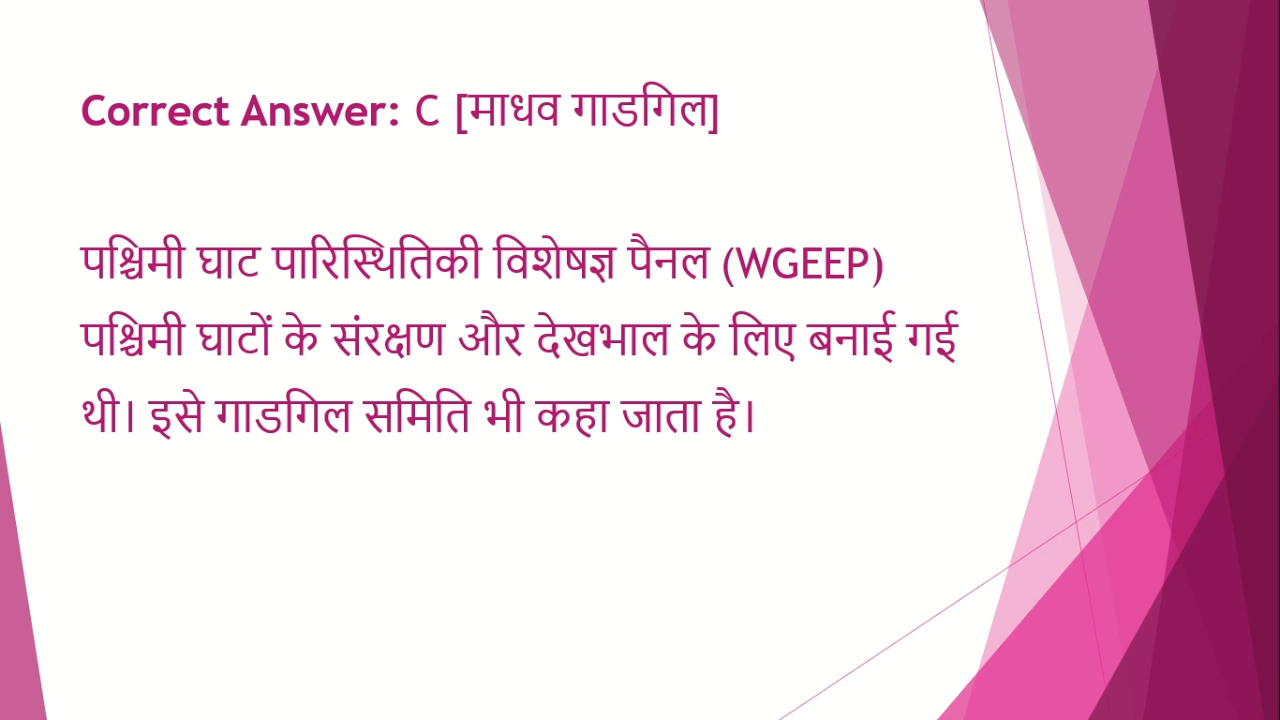 Correct Answer: C [माधव गाडगिल]
पश्चिमी घाट पारिस्थितिकी विशेषज्ञ पैनल (WGEEP)
पश्चिमी घाटों के संरक्षण और देखभाल के लिए बनाई गई
थी। इसे गाडगिल समिति भी कहा जाता है।